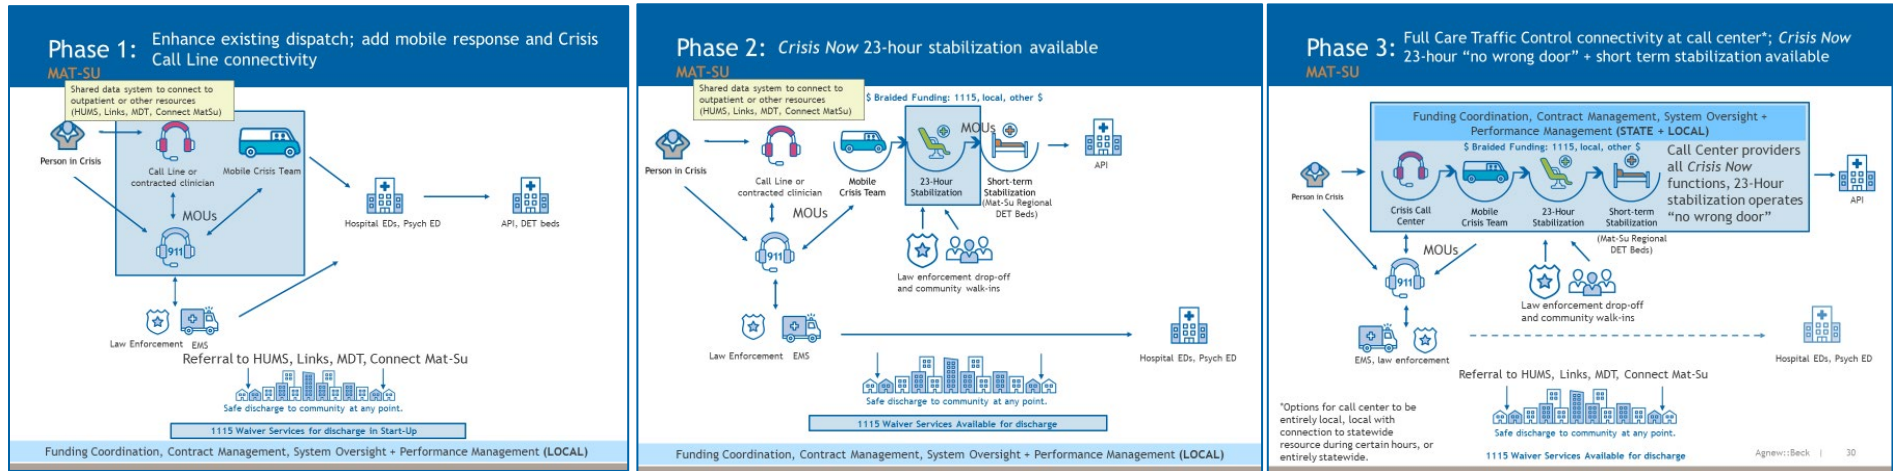 Phase 1:
Enhance existing dispatch; add mobile response and Crisis
Call Line connectivity
MAT-SU
Shared data system to connect to
outpatient or other resources
(HUMS, Links, MDT, Connect MatSu)
Person in Crisis
Call Line or
contracted clinician
Mobile Crisis Team
MOUs
911
Hospital EDs, Psych ED
API, DET beds
Law Enforcement
EMS
Referral to HUMS, Links, MDT, Connect Mat-Su
Safe discharge to community at any point.
1115 Waiver Services for discharge in Start-Up
Funding Coordination, Contract Management, System Oversight + Performance Management (LOCAL)
Phase 2:
Crisis Now 23-hour stabilization available
MAT-SU
Shared data system to connect to
outpatient or other resources
(HUMS, Links, MDT, Connect MatSu)
$ Braided Funding: 1115, local, other $
MOUs
Person in Crisis
Call Line or
contracted clinician
Mobile
Crisis Team
23-Hour
Stabilization
Short-term
Stabilization
(Mat-Su Regional
DET Beds)
API
MOUs
911
Law enforcement drop-off
and community walk-ins
Law Enforcement
EMS
Hospital EDs, Psych ED
Safe discharge to community at any point.
1115 Waiver Services Available for discharge
Funding Coordination, Contract Management, System Oversight + Performance Management (LOCAL)
Phase 3:
Full Care Traffic Control connectivity at call center*; Crisis Now
23-hour “no wrong door” + short term stabilization available
MAT-SU
Funding Coordination, Contract Management, System Oversight +
Performance Management (STATE + LOCAL)
$ Braided Funding: 1115, local, other $
Call Center providers
all Crisis Now
functions, 23-Hour
stabilization operates
“no wrong door”
Person in Crisis
Crisis Call
Center
Mobile
Crisis Team
23-Hour
Stabilization
Short-term
Stabilization
(Mat-Su Regional
DET Beds)
API
MOUs
911
Law enforcement drop-off
and community walk-ins
EMS, law enforcement
Hospital EDs, Psych ED
Referral to HUMS, Links, MDT, Connect Mat-Su
Safe discharge to community at any point.
1115 Waiver Services Available for discharge
*Options for call center to be
entirely local, local with
connection to statewide
resource during certain hours, or
entirely statewide.
Agnew::Beck | 30